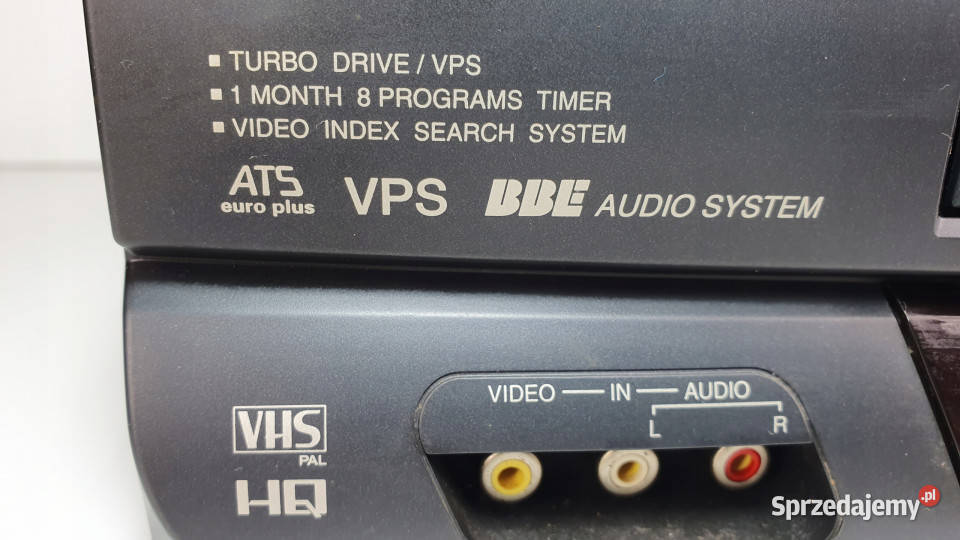 TURBO DRIVE / VPS
1 MONTH 8 PROGRAMS TIMER
VIDEO INDEX SEARCH SYSTEM
ATS euro plus VPS BBE AUDIO SYSTEM
VIDEO IN AUDIO
L R
VHS
PAL
HQ
Sprzedajemy.pl